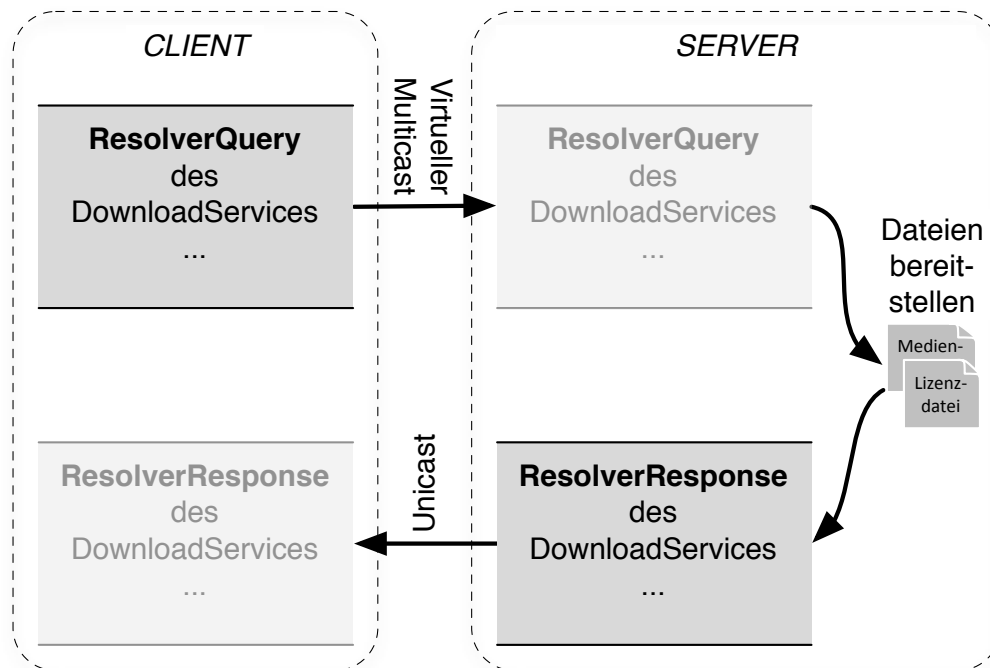 CLIENT
SERVER
ResolverQuery
des
DownloadServices
...
Virtueller
Multicast
ResolverQuery
des
DownloadServices
...
Dateien
bereit-
stellen
Medien-
Lizenz-
datei
ResolverResponse
des
DownloadServices
...
Unicast
ResolverResponse
des
DownloadServices
...